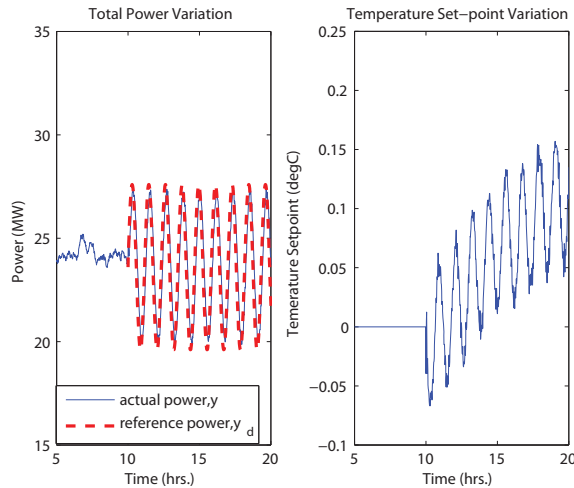 Total Power Variation
35
30
25
20
15
Power (MW)
actual power,y
reference power,y d
5
10
15
20
Time (hrs.)
Temperature Set-point Variation
0.25
0.2
0.15
0.1
0.05
0
−0.05
−0.1
Temerature Setpoint (degC)
5
10
15
20
Time (hrs.)